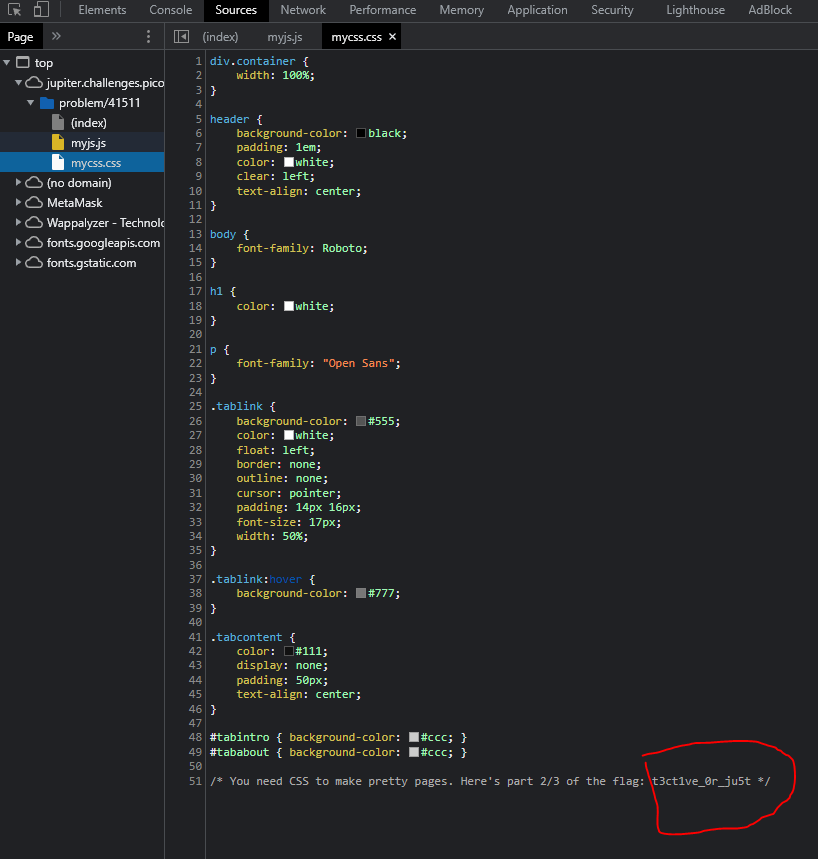 Elements Console Sources Network Performance Memory Application Security Lighthouse AdBlock
Page » (index) myjs.js mycss.css ×
top
jupiter.challenges.pico
problem/41511
(index)
myjs.js
mycss.css
(no domain)
MetaMask
Wappalyzer - Technolo
fonts.googleapis.com
fonts.gstatic.com
1 div.container {
2 width: 100%;
3 }
4
5 header {
6 background-color: black;
7 padding: 1em;
8 color: white;
9 clear: left;
10 text-align: center;
11 }
12
13 body {
14 font-family: Roboto;
15 }
16
17 h1 {
18 color: white;
19 }
20
21 p {
22 font-family: "Open Sans";
23 }
24
25 .tablink {
26 background-color: #555;
27 color: white;
28 float: left;
29 border: none;
30 outline: none;
31 cursor: pointer;
32 padding: 14px 16px;
33 font-size: 17px;
34 width: 50%;
35 }
36
37 .tablink:hover {
38 background-color: #777;
39 }
40
41 .tabcontent {
42 color: #111;
43 display: none;
44 padding: 50px;
45 text-align: center;
46 }
47
48 #tabintro { background-color: #ccc; }
49 #tababout { background-color: #ccc; }
50
51 /* You need CSS to make pretty pages. Here's part 2/3 of the flag: t3ct1ve_0r_ju5t */